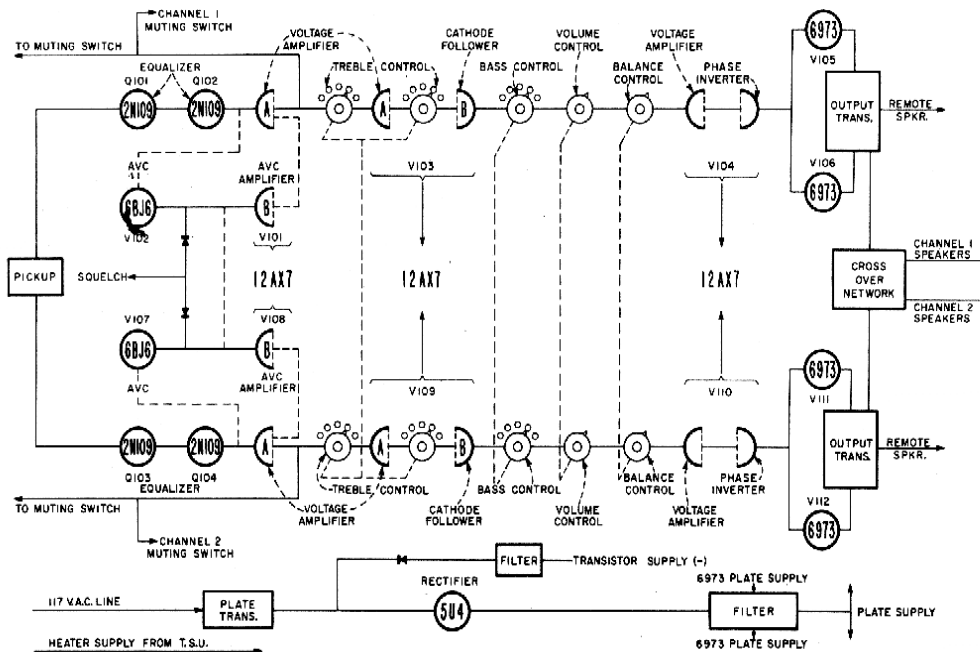 CHANNEL 1
MUTING SWITCH
TO MUTING SWITCH
VOLTAGE
AMPLIFIER
CATHODE
FOLLOWER
VOLUME
CONTROL
VOLTAGE
AMPLIFIER
6973
V105
EQUALIZER
Q101
Q102
TREBLE CONTROL
BASS CONTROL
BALANCE
CONTROL
PHASE
INVERTER
2N109
2N109
A
A
B
OUTPUT
TRANS.
REMOTE
SPKR.
AVC
AVC
AMPLIFIER
V103
V104
V106
6973
6BJ6
V102
B
V101
PICKUP
SQUELCH
12AX7
12AX7
12AX7
CROSS
OVER
NETWORK
CHANNEL 1
SPEAKERS
CHANNEL 2
SPEAKERS
V107
V108
6BJ6
B
AVC
AVC
AMPLIFIER
V109
V110
6973
V111
2N109
2N109
A
A
B
OUTPUT
TRANS.
REMOTE
SPKR.
Q103
Q104
EQUALIZER
TREBLE CONTROL
BASS CONTROL
BALANCE
CONTROL
PHASE
INVERTER
TO MUTING SWITCH
VOLTAGE
AMPLIFIER
CATHODE
FOLLOWER
VOLUME
CONTROL
VOLTAGE
AMPLIFIER
V112
6973
CHANNEL 2
MUTING SWITCH
FILTER
TRANSISTOR SUPPLY (-)
RECTIFIER
6973 PLATE SUPPLY
117 V.A.C. LINE
PLATE
TRANS.
5U4
FILTER
PLATE SUPPLY
HEATER SUPPLY FROM T.S.U.
6973 PLATE SUPPLY